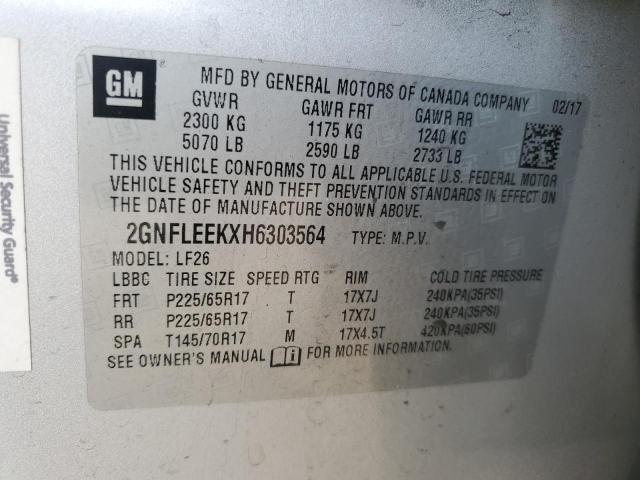 GM
MFD BY GENERAL MOTORS OF CANADA COMPANY 02/17
GVWR GAWR FRT GAWR RR
2300 KG 1175 KG 1240 KG
5070 LB 2590 LB 2733 LB
THIS VEHICLE CONFORMS TO ALL APPLICABLE U.S. FEDERAL MOTOR
VEHICLE SAFETY AND THEFT PREVENTION STANDARDS IN EFFECT ON
THE DATE OF MANUFACTURE SHOWN ABOVE.
2GNFLEEKXH6303564 TYPE: M.P.V.
MODEL: LF26
LBBC TIRE SIZE SPEED RTG RIM COLD TIRE PRESSURE
FRT P225/65R17 T 17X7J 240KPA(35PSI)
RR P225/65R17 T 17X7J 240KPA(35PSI)
SPA T145/70R17 M 17X4.5T 420KPA(60PSI)
SEE OWNER'S MANUAL FOR MORE INFORMATION.
Universal Security Guard